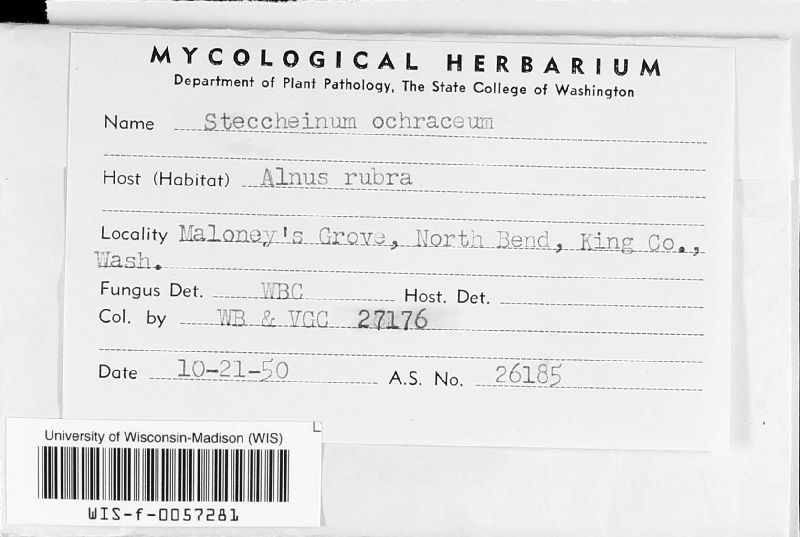 MYCOLOGICAL HERBARIUM
Department of Plant Pathology, The State College of Washington
Name Steccheinum ochraceum
Host (Habitat) Alnus rubra
Locality Maloney's Grove, North Bend, King Co.,
Wash.
Fungus Det. WBC Host. Det.
Col. by WB & VGC 27176
Date 10-21-50 A.S. No. 26185
University of Wisconsin-Madison (WIS)
WIS-f-0057281